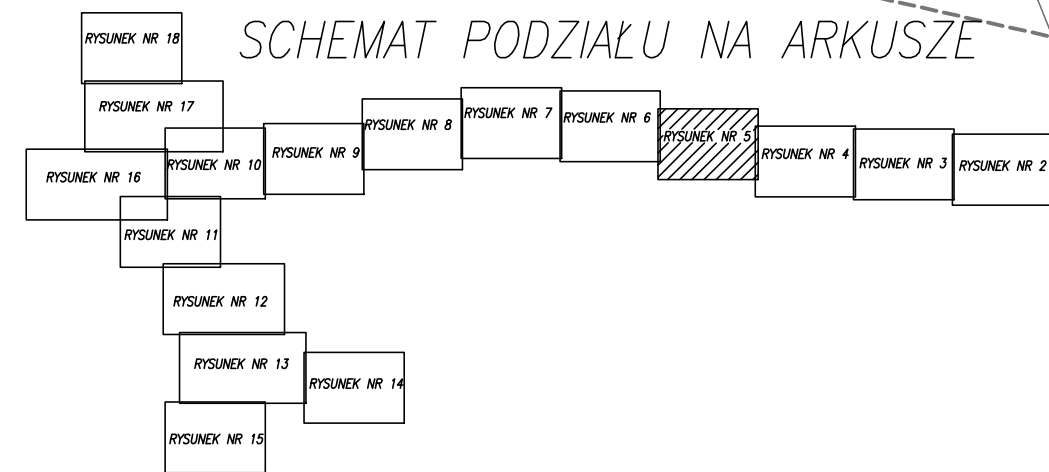 SCHEMAT PODZIAŁU NA ARKUSZE
RYSUNEK NR 18
RYSUNEK NR 17
RYSUNEK NR 7
RYSUNEK NR 6
RYSUNEK NR 8
RYSUNEK NR 5
RYSUNEK NR 9
RYSUNEK NR 4
RYSUNEK NR 3
RYSUNEK NR 2
RYSUNEK NR 10
RYSUNEK NR 16
RYSUNEK NR 11
RYSUNEK NR 12
RYSUNEK NR 13
RYSUNEK NR 14
RYSUNEK NR 15